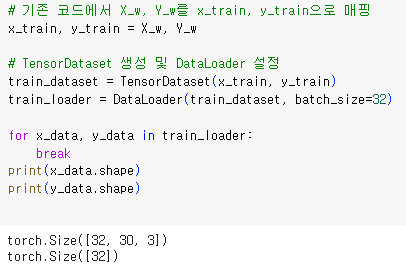 # 기존 코드에서 X_w, Y_w를 x_train, y_train으로 매핑
x_train, y_train = X_w, Y_w
# TensorDataset 생성 및 DataLoader 설정
train_dataset = TensorDataset(x_train, y_train)
train_loader = DataLoader(train_dataset, batch_size=32)
for x_data, y_data in train_loader:
    break
print(x_data.shape)
print(y_data.shape)
torch.Size([32, 30, 3])
torch.Size([32])